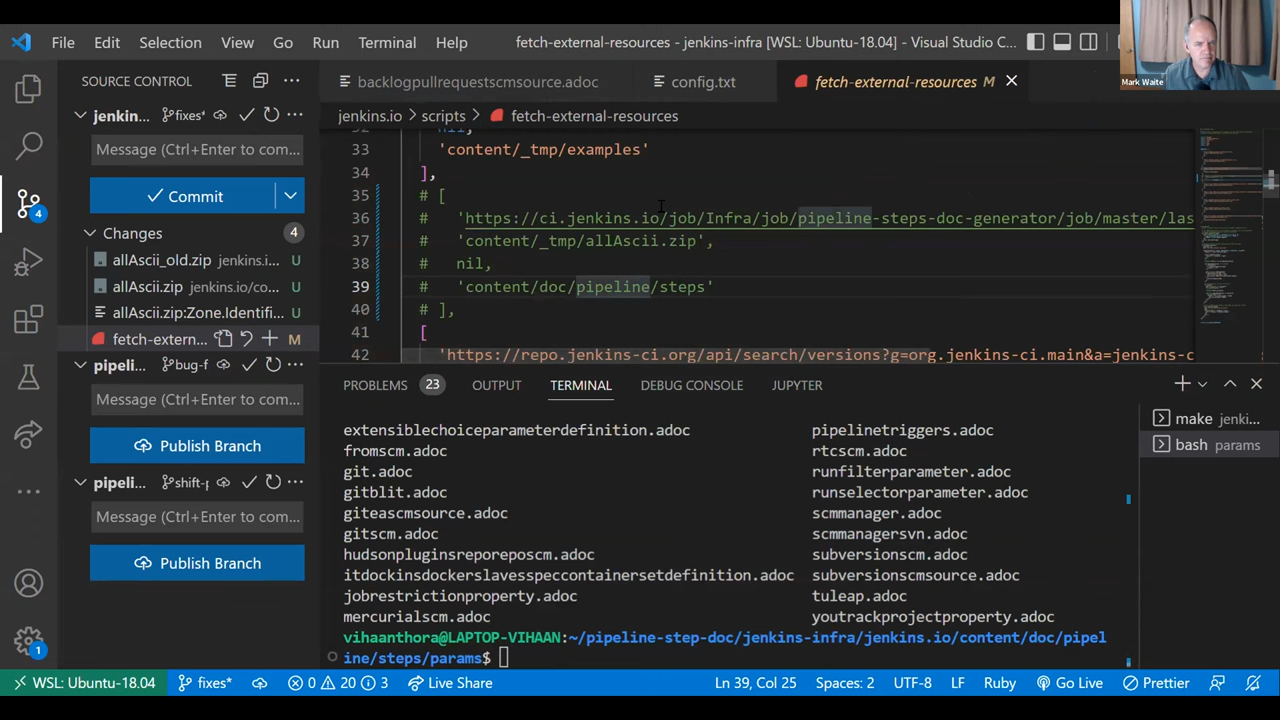 File Edit Selection View Go Run Terminal Help
fetch-external-resources - jenkins-infra [WSL: Ubuntu-18.04] - Visual Studio C...
Mark Waite
SOURCE CONTROL
backlogpullrequestscmsource.adoc
config.txt
fetch-external-resources M
jenkin... fixes*
jenkins.io > scripts > fetch-external-resources
Message (Ctrl+Enter to com...
Commit
Changes 4
allAscii_old.zip jenkins.i... U
allAscii.zip jenkins.io/co... U
allAscii.zip:Zone.Identifi... U
fetch-extern... M
pipeli... bug-f
Message (Ctrl+Enter to com...
Publish Branch
pipeli... shift-p
Message (Ctrl+Enter to com...
Publish Branch
4
1
32 nil,
33 'content/_tmp/examples'
34 ],
35 # [
36 # 'https://ci.jenkins.io/job/Infra/job/pipeline-steps-doc-generator/job/master/las
37 # 'content/_tmp/allAscii.zip',
38 # nil,
39 # 'content/doc/pipeline/steps'
40 # ],
41 [
42 'https://repo.jenkins-ci.org/api/search/versions?g=org.jenkins-ci.main&a=jenkins-c
PROBLEMS 23 OUTPUT TERMINAL DEBUG CONSOLE JUPYTER
make jenki...
bash params
extensiblechoiceparameterdefinition.adoc pipelinetriggers.adoc
fromscm.adoc rtcscm.adoc
git.adoc runfilterparameter.adoc
gitblit.adoc runselectorparameter.adoc
giteascmsource.adoc scmmanager.adoc
gitscm.adoc scmmanagersvn.adoc
hudsonpluginsreporeposcm.adoc subversionscm.adoc
itdockinsdockerslavesspeccontainersetdefinition.adoc subversionscmsource.adoc
jobrestrictionproperty.adoc tuleap.adoc
mercurialscm.adoc youtrackprojectproperty.adoc
vihaanthora@LAPTOP-VIHAAN:~/pipeline-step-doc/jenkins-infra/jenkins.io/content/doc/pipel
ine/steps/params$
WSL: Ubuntu-18.04 fixes* 0 20 3 Live Share Ln 39, Col 25 Spaces: 2 UTF-8 LF Ruby Go Live Prettier